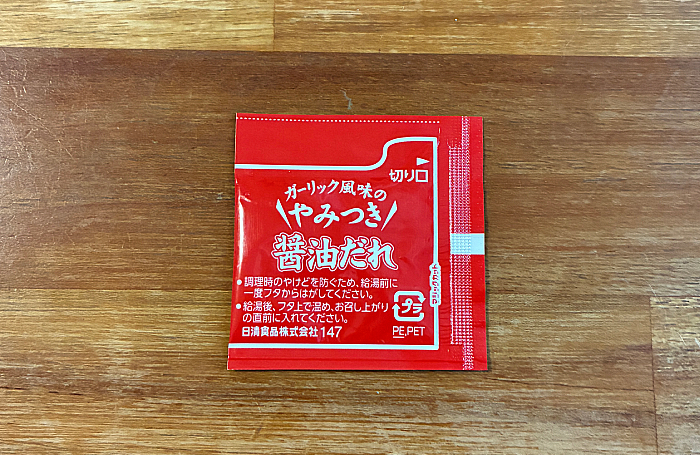 切り口
ガーリック風味の
やみつき
醤油だれ
●調理時のやけどを防ぐため、給湯前に
一度フタからはがしてください。
●給湯後、フタ上で温め、お召し上がり
の直前に入れてください。
日清食品株式会社147
プラ
PE,PET